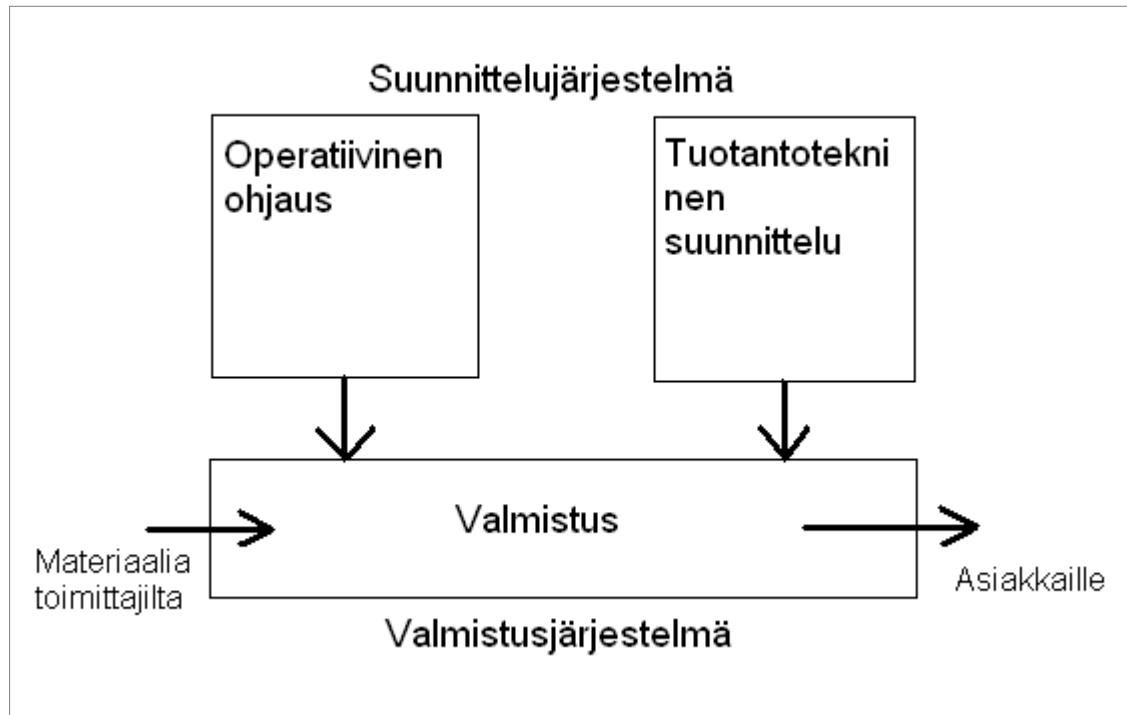 Suunnittelujärjestelmä
Operatiivinen
ohjaus
Tuotantotekni
nen
suunnittelu
Valmistus
Materiaalia
toimittajilta
Asiakkaille
Valmistusjärjestelmä